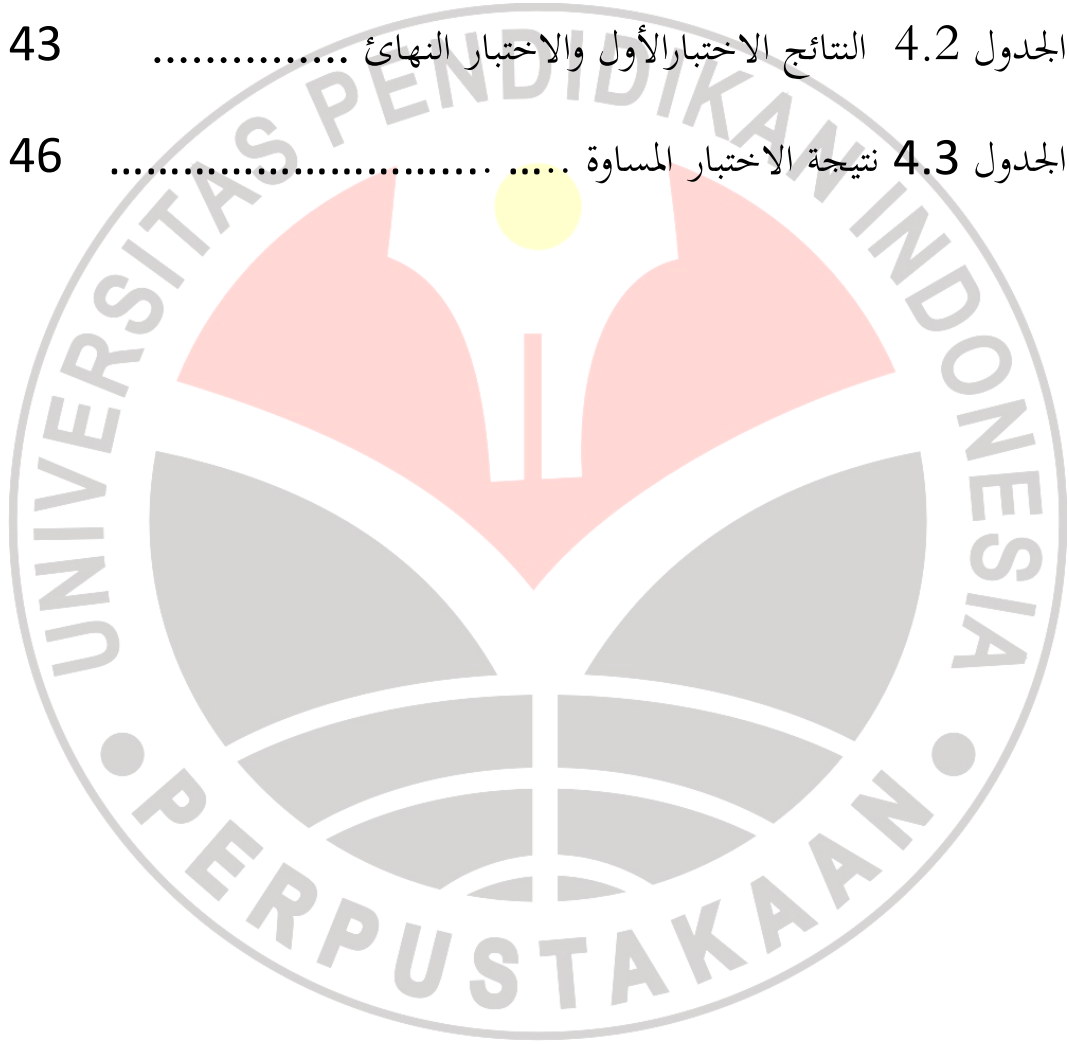 الجدول 4.2 النتائج الاختبارالأول والاختبار النهائ ............... 43
الجدول 4.3 نتيجة الاختبار المساوة ..... ................................ 46
UNIVERSITAS PENDIDIKAN INDONESIA
PERPUSTAKAAN